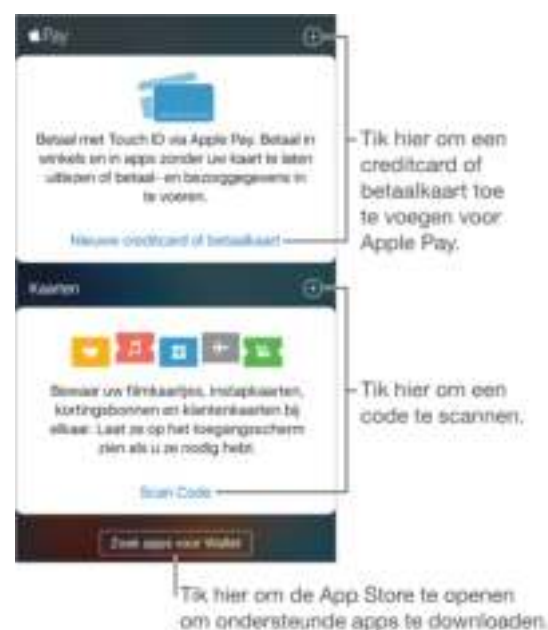 Pay
Betaal met Touch ID via Apple Pay. Betaal in
winkels en in apps zonder uw kaart te laten
uitlezen of betaal- en bezorggegevens in
te voeren.
Nieuwe creditcard of betaalkaart
Tik hier om een
creditcard of
betaalkaart toe
te voegen voor
Apple Pay.
Kaarten
Bewaar uw filmkaartjes, instapkaarten,
kortingsbonnen en klantenkaarten bij
elkaar. Laat ze op het toegangsscherm
zien als u ze nodig hebt.
Scan Code
Tik hier om een
code te scannen.
Zoek apps voor Wallet
Tik hier om de App Store te openen
om ondersteunde apps te downloaden.